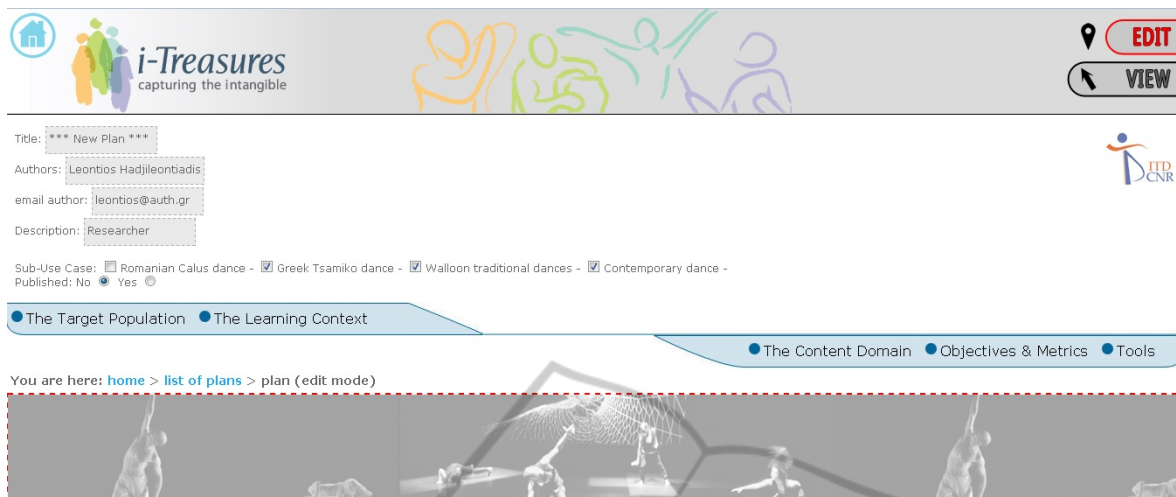 i-Treasures
capturing the intangible
EDIT
VIEW
Title: *** New Plan ***
Authors: Leontios Hadjileontiadis
email author: leontios@auth.gr
Description: Researcher
ITD
CNR
Sub-Use Case: Romanian Calus dance - Greek Tsamiko dance - Walloon traditional dances - Contemporary dance -
Published: No Yes
The Target Population The Learning Context
The Content Domain Objectives & Metrics Tools
You are here: home > list of plans > plan (edit mode)